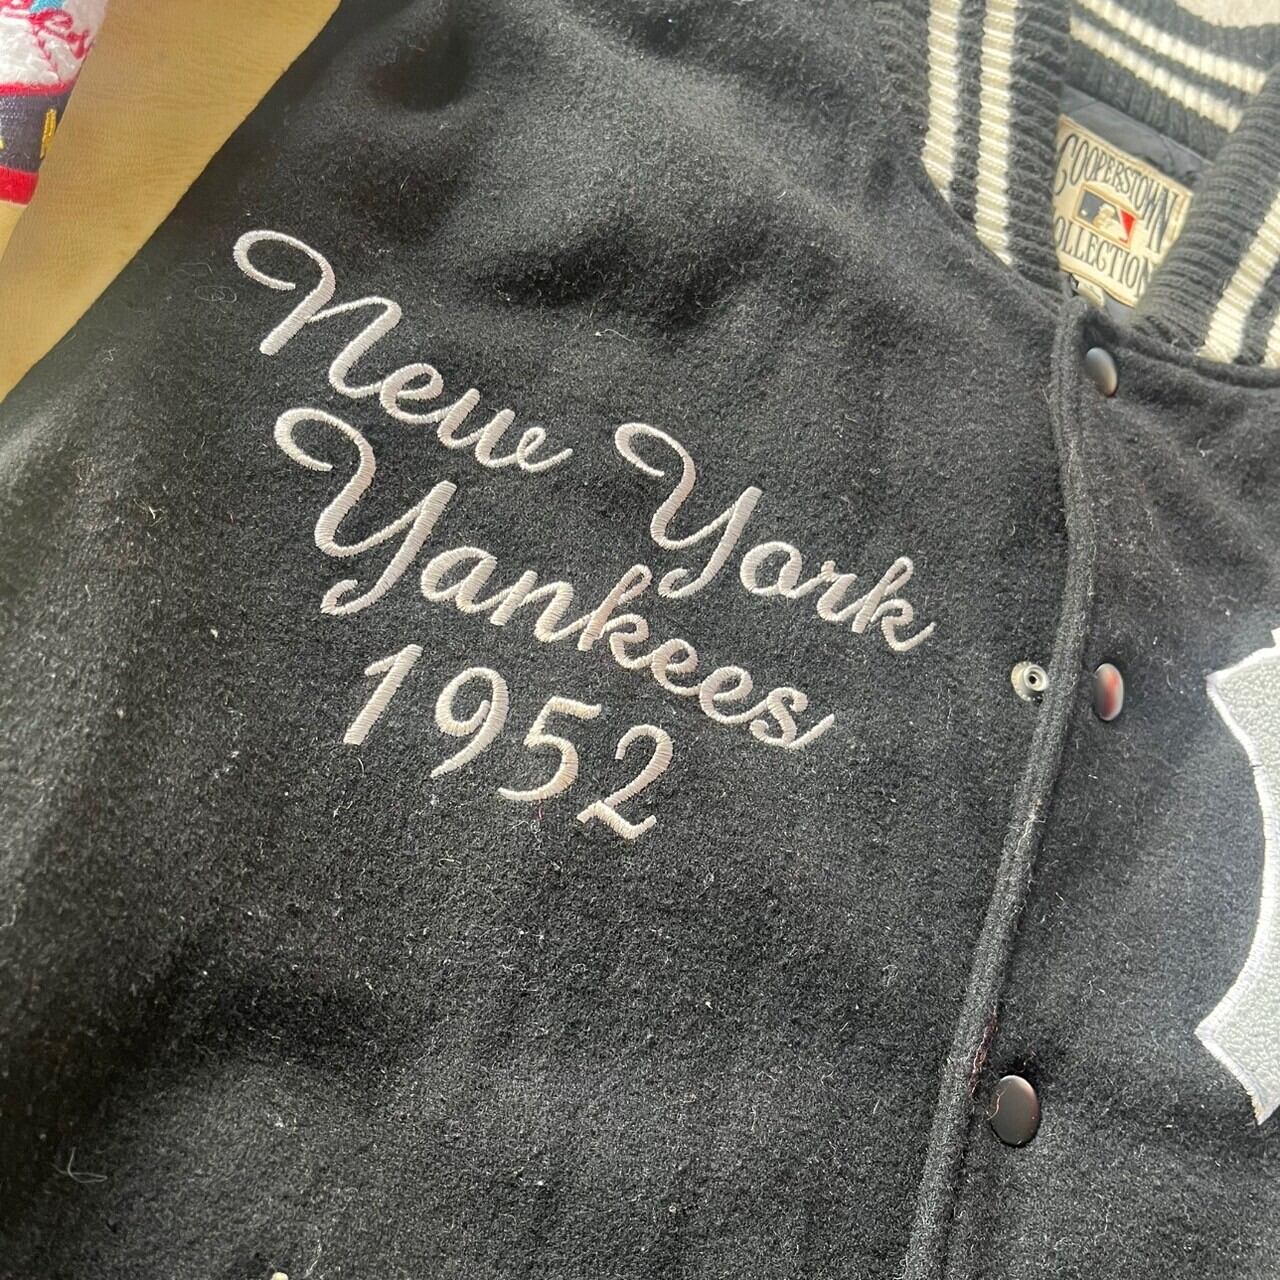 New York
Yankees
1952
COOPERSTOWN
COLLECTION